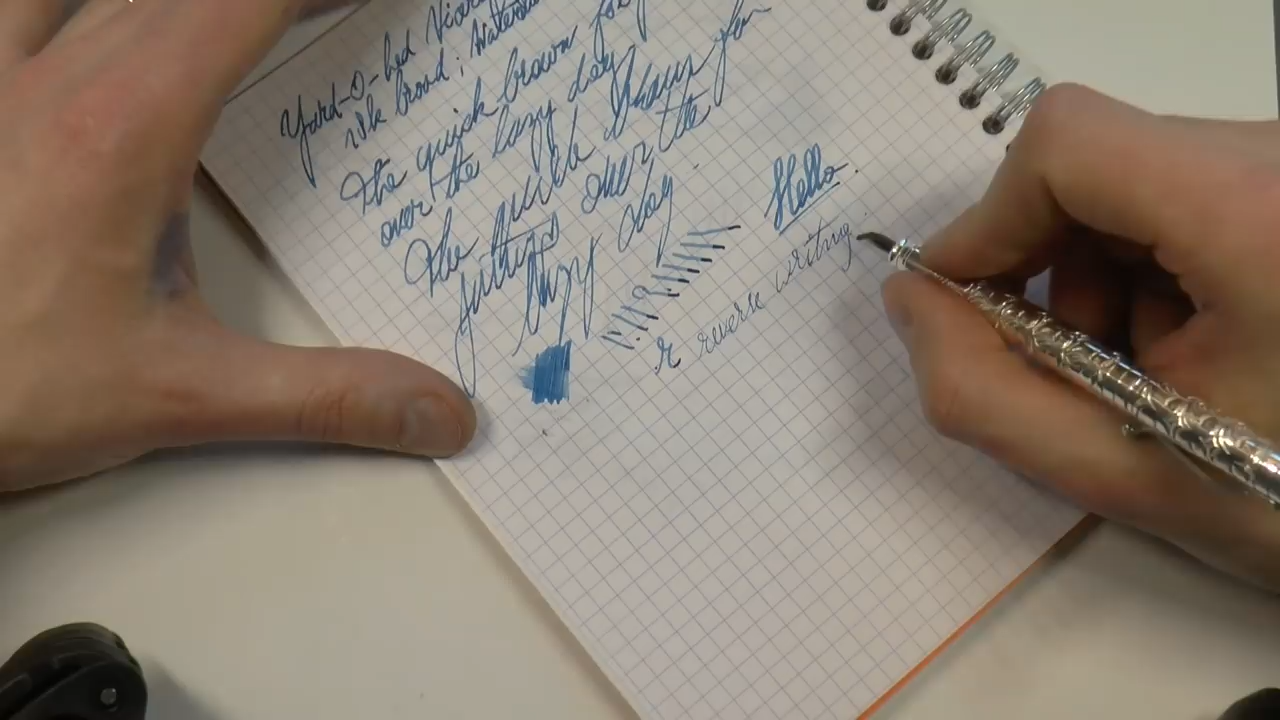 Yard-O-Led
18k broad; Waterman
The quick brown fox
over the lazy dog
The quick brown fox
jumps over the
lazy dog.
Hello.
R reverse writing.